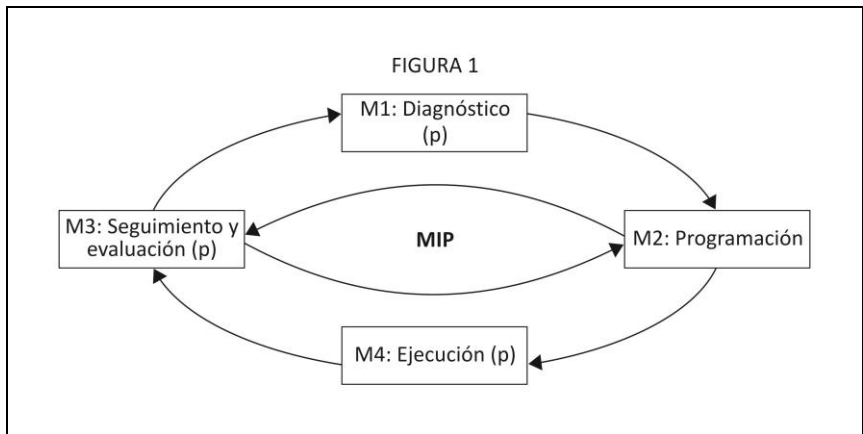 FIGURA 1
M1: Diagnóstico
(p)
M3: Seguimiento y
evaluación (p)
MIP
M2: Programación
M4: Ejecución (p)